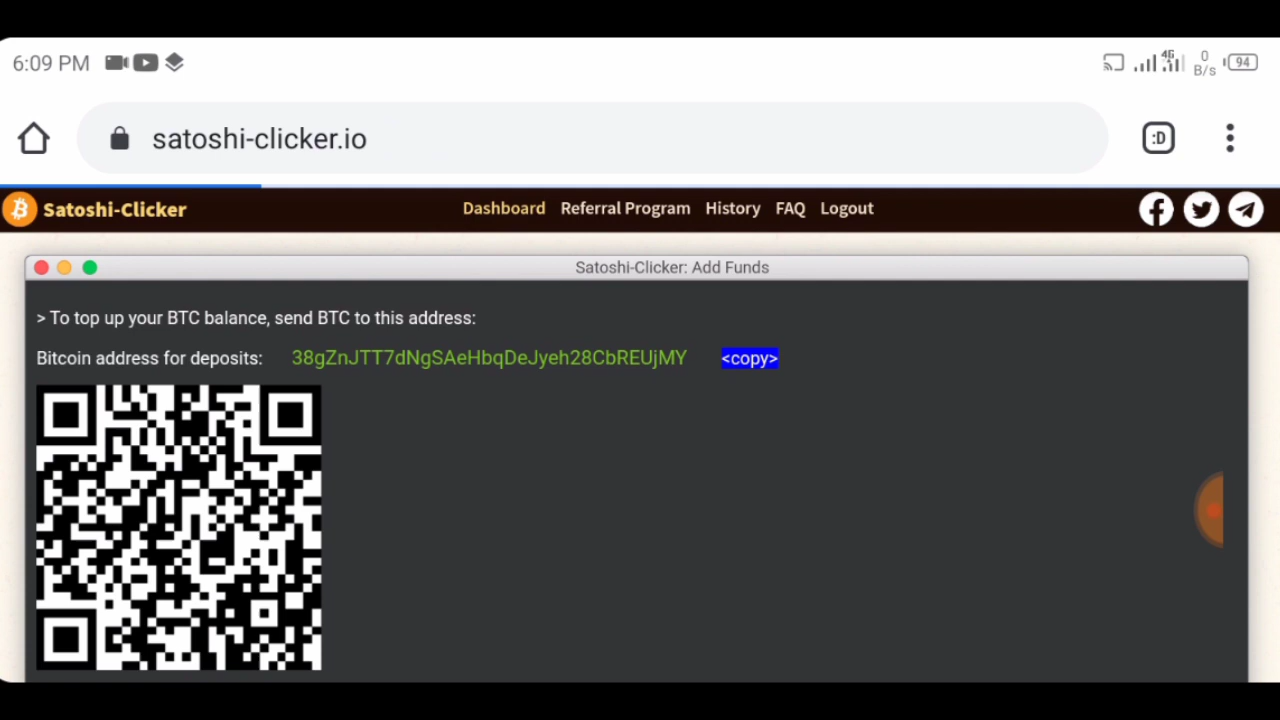 6:09 PM
4G
0
B/s
94
satoshi-clicker.io
:D
Satoshi-Clicker
Dashboard Referral Program History FAQ Logout
Satoshi-Clicker: Add Funds
> To top up your BTC balance, send BTC to this address:
Bitcoin address for deposits: 38gZnJTT7dNgSAeHbqDeJyeh28CbREUjMY <copy>